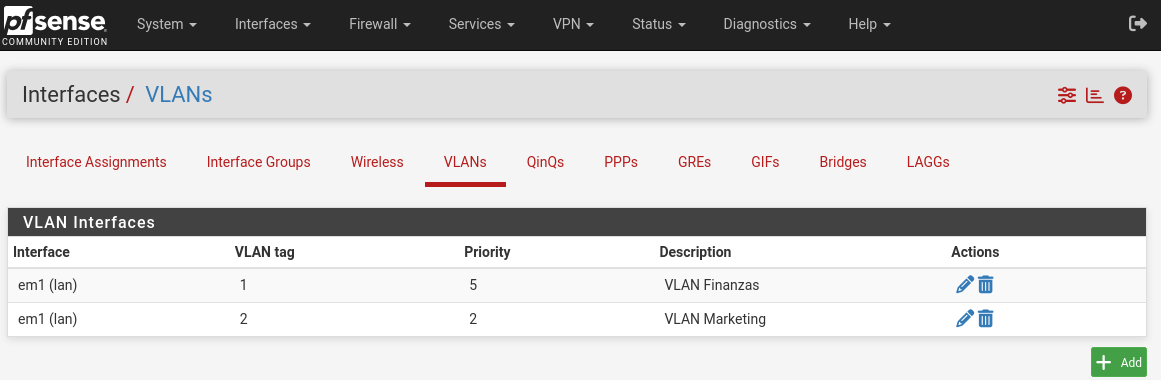 pfsense
COMMUNITY EDITION
System Interfaces Firewall Services VPN Status Diagnostics Help
Interfaces / VLANs
Interface Assignments Interface Groups Wireless VLANs QinQs PPPs GREs GIFs Bridges LAGGs
VLAN Interfaces
Interface VLAN tag Priority Description Actions
em1 (lan) 1 5 VLAN Finanzas
em1 (lan) 2 2 VLAN Marketing
Add